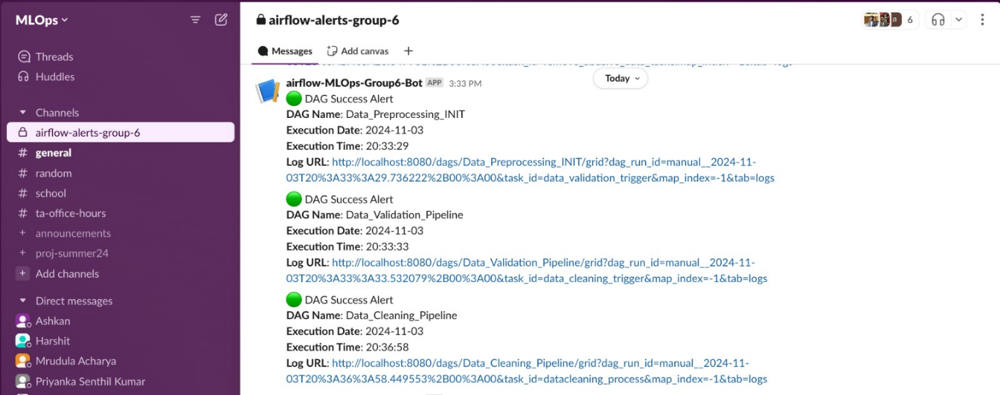 MLOps
Threads
Huddles
Channels
airflow-alerts-group-6
# general
# random
# school
# ta-office-hours
+ announcements
+ proj-summer24
+ Add channels
Direct messages
Ashkan
Harshit
Mrudula Acharya
Priyanka Senthil Kumar
airflow-alerts-group-6
a 6
Messages Add canvas +
Today
airflow-MLOps-Group6-Bot APP 3:33 PM
DAG Success Alert
DAG Name: Data_Preprocessing_INIT
Execution Date: 2024-11-03
Execution Time: 20:33:29
Log URL: http://localhost:8080/dags/Data_Preprocessing_INIT/grid?dag_run_id=manual__2024-11-
03T20%3A33%3A29.736222%2B00%3A00&task_id=data_validation_trigger&map_index=-1&tab=logs
DAG Success Alert
DAG Name: Data_Validation_Pipeline
Execution Date: 2024-11-03
Execution Time: 20:33:33
Log URL: http://localhost:8080/dags/Data_Validation_Pipeline/grid?dag_run_id=manual__2024-11-
03T20%3A33%3A33.532079%2B00%3A00&task_id=data_cleaning_trigger&map_index=-1&tab=logs
DAG Success Alert
DAG Name: Data_Cleaning_Pipeline
Execution Date: 2024-11-03
Execution Time: 20:36:58
Log URL: http://localhost:8080/dags/Data_Cleaning_Pipeline/grid?dag_run_id=manual__2024-11-
03T20%3A36%3A58.449553%2B00%3A00&task_id=datacleaning_process&map_index=-1&tab=logs